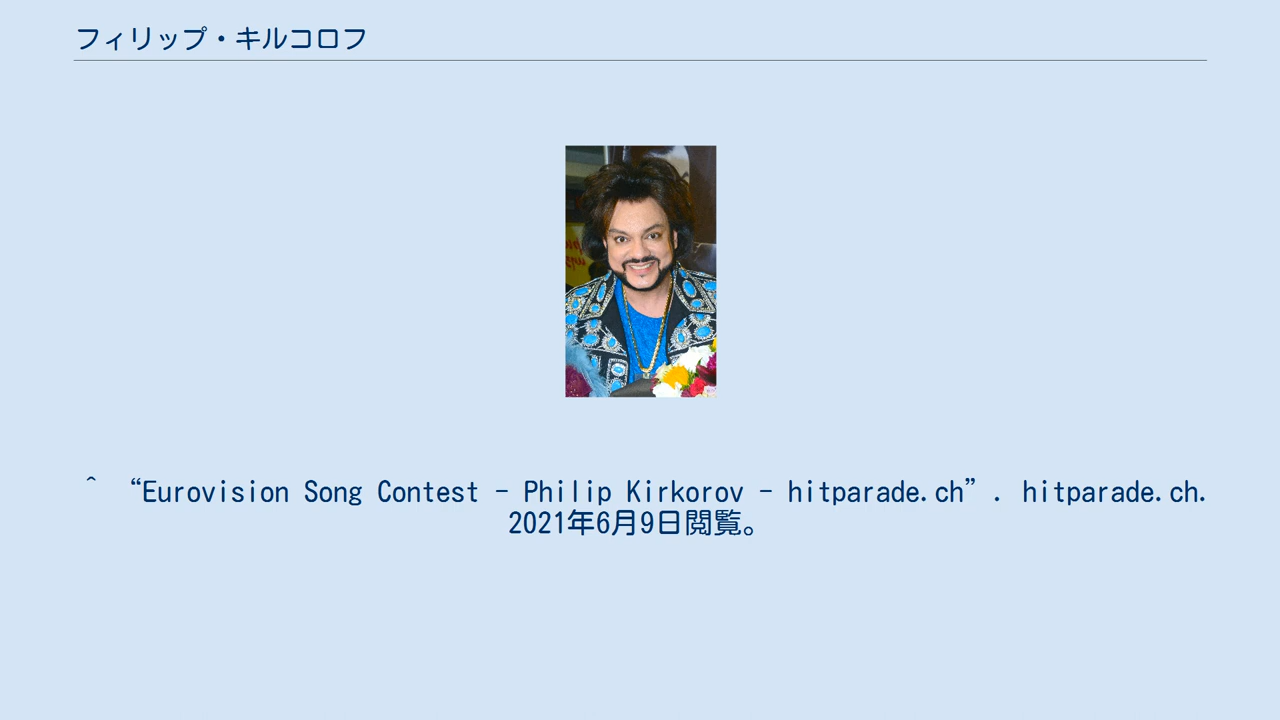 フィリップ・キルコロフ
^ “Eurovision Song Contest - Philip Kirkorov - hitparade.ch”. hitparade.ch.
2021年6月9日閲覧。